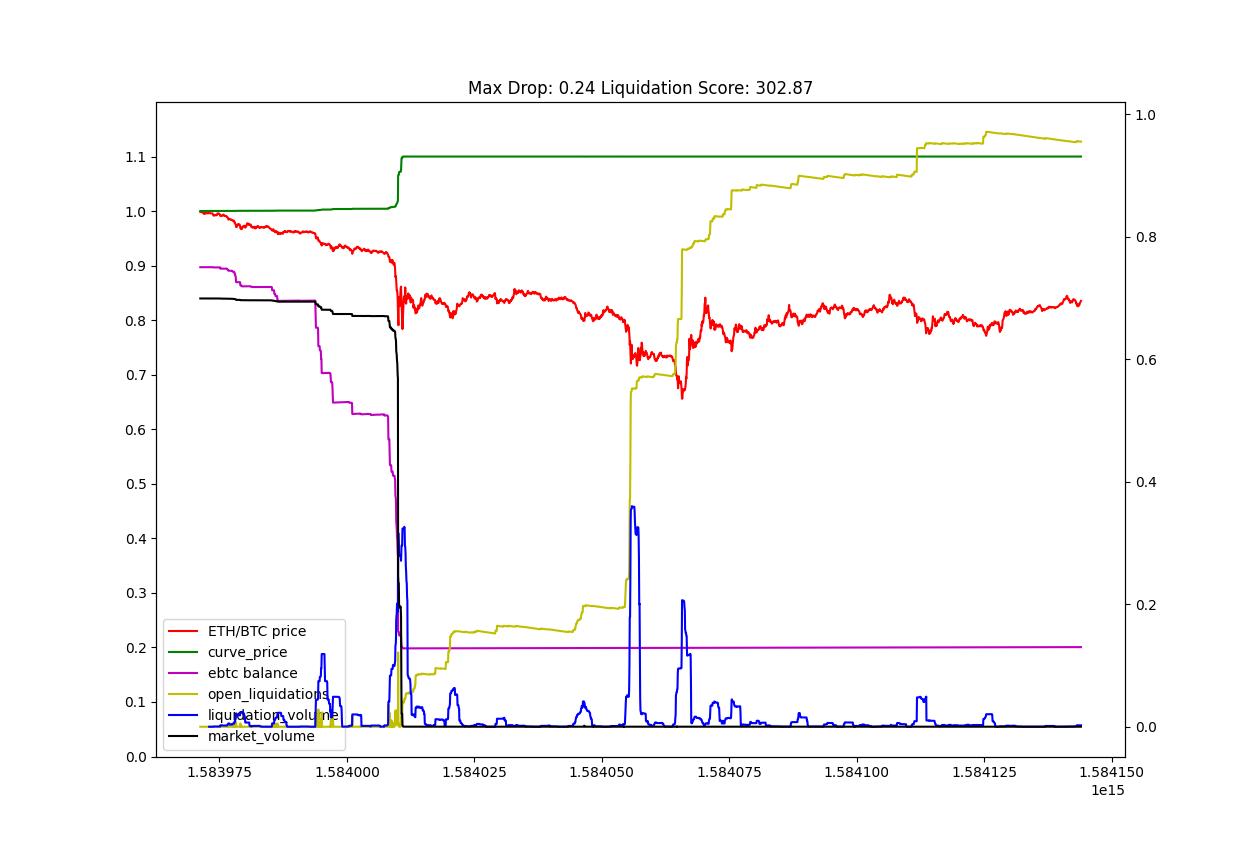 Max Drop: 0.24 Liquidation Score: 302.87
1.1
1.0
0.9
0.8
0.7
0.6
0.5
0.4
0.3
0.2
0.1
0.0
1.0
0.8
0.6
0.4
0.2
0.0
ETH/BTC price
curve_price
ebtc balance
open_liquidations
liquidation_volume
market_volume
1.583975 1.584000 1.584025 1.584050 1.584075 1.584100 1.584125 1.584150
1e15